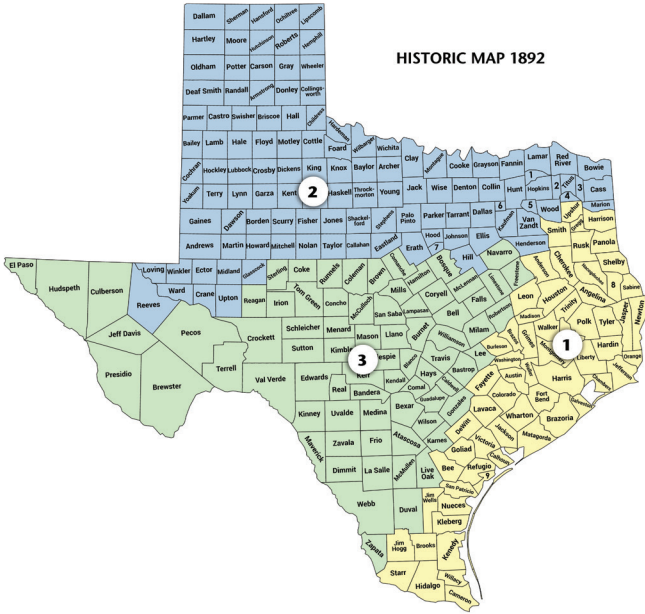 HISTORIC MAP 1892
Dallam Sherman Hansford Ochiltree Lipscomb
Hartley Moore Hutchinson Roberts Hemphill
Oldham Potter Carson Gray Wheeler
Deaf Smith Randall Armstrong Donley Collings-
worth
Parmer Castro Swisher Briscoe Hall Childress
Hardeman
Bailey Lamb Hale Floyd Motley Cottle Foard Wilbarger Wichita
Clay Montague Cooke Grayson Fannin Lamar Red
River Bowie
Cochran Hockley Lubbock Crosby Dickens King Knox Baylor Archer
Jack Wise Denton Collin Hunt 1 Hopkins 2 Titus 3 Cass
4
Yoakum Terry Lynn Garza Kent 2 Haskell Throck-
morton Young
Palo
Pinto Parker Tarrant Dallas 6 Kaufman 5 Van
Zandt Wood Upshur Marion
Gaines Dawson Borden Scurry Fisher Jones Shackel-
ford Stephens
Hood 7 Johnson Ellis Henderson Smith Gregg Harrison
Andrews Martin Howard Mitchell Nolan Taylor Callahan Eastland Erath
Hill Navarro Rusk Panola
El Paso Hudspeth Culberson Loving Winkler Ector Midland Glasscock Sterling Coke Runnels Coleman Brown Comanche Hamilton Bosque McLennan Limestone Freestone Anderson Cherokee Shelby
Reeves Ward Crane Upton Reagan Irion Tom Green Concho McCulloch Mills Coryell Falls Robertson Leon Houston Angelina 8 Sabine
San Saba Lampasas Bell Milam Madison Trinity Polk Tyler Jasper Newton
Jeff Davis Pecos Crockett Schleicher Menard Mason Llano Burnet Williamson Burleson Brazos Grimes Walker
Sutton Kimble 3 Gillespie Blanco Travis Lee Washington Montgomery 1 Liberty Hardin Orange
Presidio Brewster Terrell Val Verde Edwards Kerr Kendall Hays Bastrop Austin Waller Harris Chambers Jefferson
Real Bandera Comal Caldwell Fayette Colorado Fort
Bend Galveston
Kinney Uvalde Medina Bexar Guadalupe Gonzales Lavaca Wharton Brazoria
Wilson DeWitt Jackson Matagorda
Maverick Zavala Frio Atascosa Karnes Victoria
Goliad Calhoun
Dimmit La Salle McMullen Live
Oak Bee Refugio 9
San Patricio
Webb Duval Jim
Wells Nueces
Kleberg
Zapata Jim
Hogg Brooks Kenedy
Starr Hidalgo Willacy
Cameron